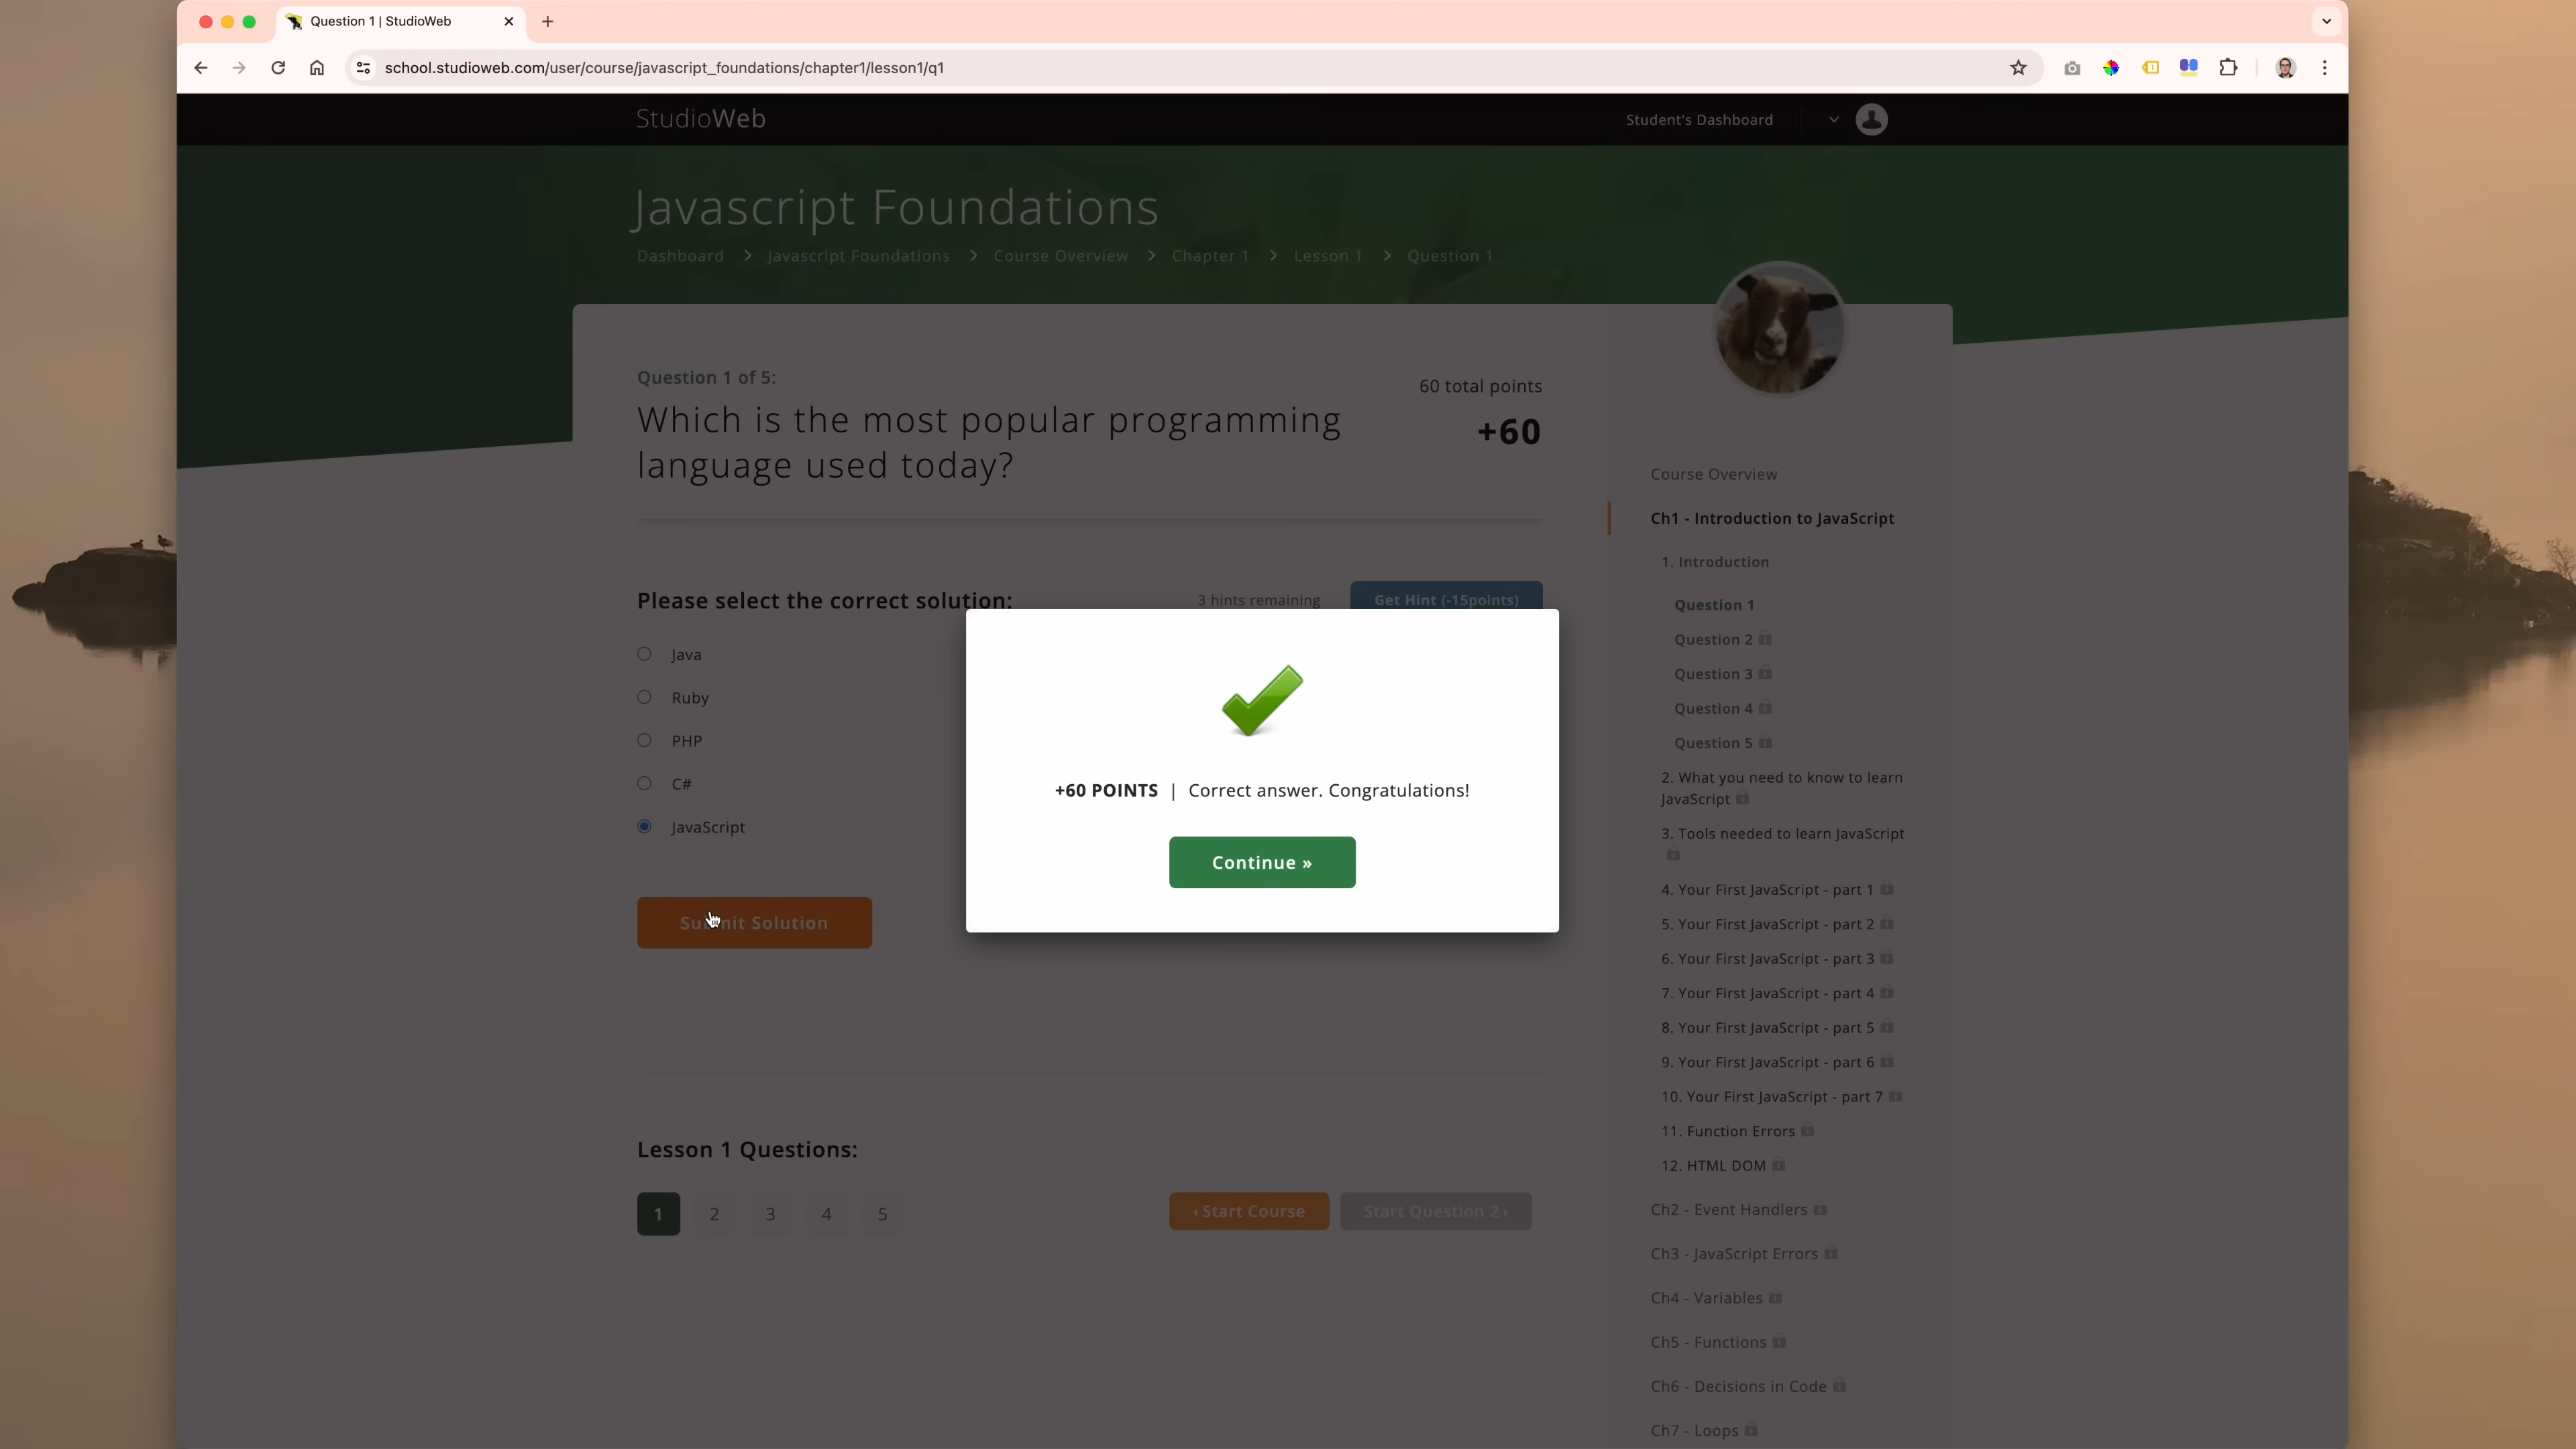 Question 1 | StudioWeb
school.studioweb.com/user/course/javascript_foundations/chapter1/lesson1/q1
StudioWeb
Student's Dashboard
Javascript Foundations
Dashboard > Javascript Foundations > Course Overview > Chapter 1 > Lesson 1 > Question 1
Question 1 of 5:
60 total points
Which is the most popular programming
language used today?
+60
Please select the correct solution:
3 hints remaining
Get Hint (-15points)
Java
Ruby
PHP
C#
JavaScript
Submit Solution
+60 POINTS | Correct answer. Congratulations!
Continue »
Lesson 1 Questions:
1 2 3 4 5
‹ Start Course
Start Question 2 ›
Course Overview
Ch1 - Introduction to JavaScript
1. Introduction
Question 1
Question 2
Question 3
Question 4
Question 5
2. What you need to know to learn
JavaScript
3. Tools needed to learn JavaScript
4. Your First JavaScript - part 1
5. Your First JavaScript - part 2
6. Your First JavaScript - part 3
7. Your First JavaScript - part 4
8. Your First JavaScript - part 5
9. Your First JavaScript - part 6
10. Your First JavaScript - part 7
11. Function Errors
12. HTML DOM
Ch2 - Event Handlers
Ch3 - JavaScript Errors
Ch4 - Variables
Ch5 - Functions
Ch6 - Decisions in Code
Ch7 - Loops